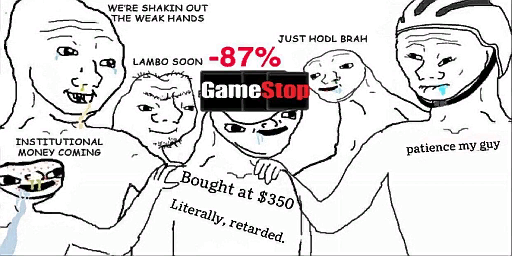 WE'RE SHAKIN OUT
THE WEAK HANDS
JUST HODL BRAH
-87%
LAMBO SOON
GameStop
INSTITUTIONAL
MONEY COMING
patience my guy
Bought at $350
Literally, retarded.